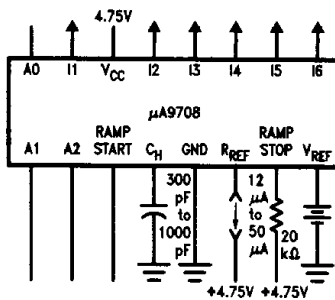 4.75V
A0 I1 VCC I2 I3 I4 I5 I6
μA9708
RAMP RAMP
A1 A2 START CH GND RREF STOP VREF
300 12
pF μA
to to
1000 50
pF μA
20
kΩ
+4.75V +4.75V